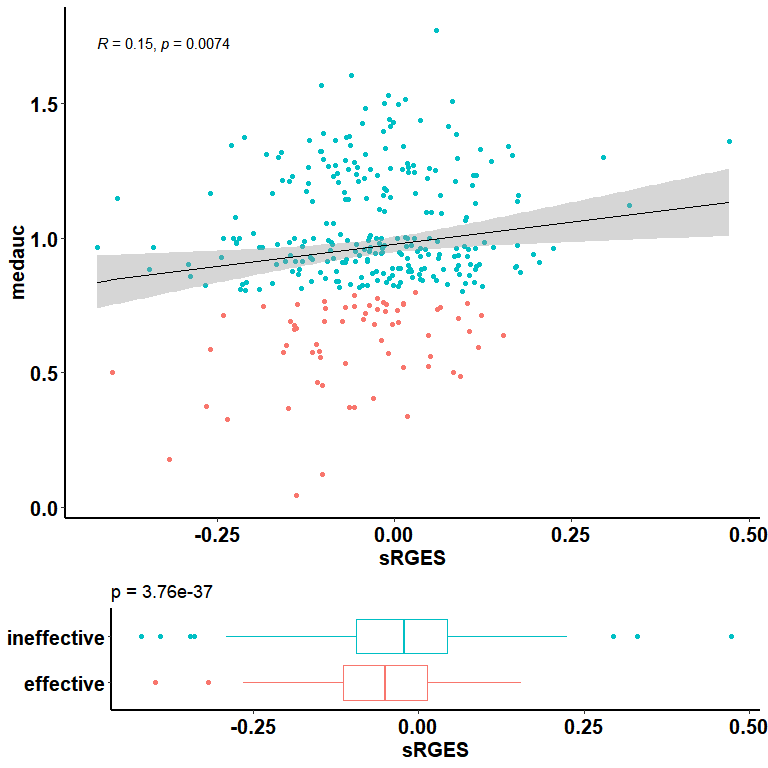 R = 0.15, p = 0.0074
1.5
1.0
0.5
0.0
medauc
-0.25 0.00 0.25 0.50
sRGES
p = 3.76e-37
ineffective
effective
-0.25 0.00 0.25 0.50
sRGES